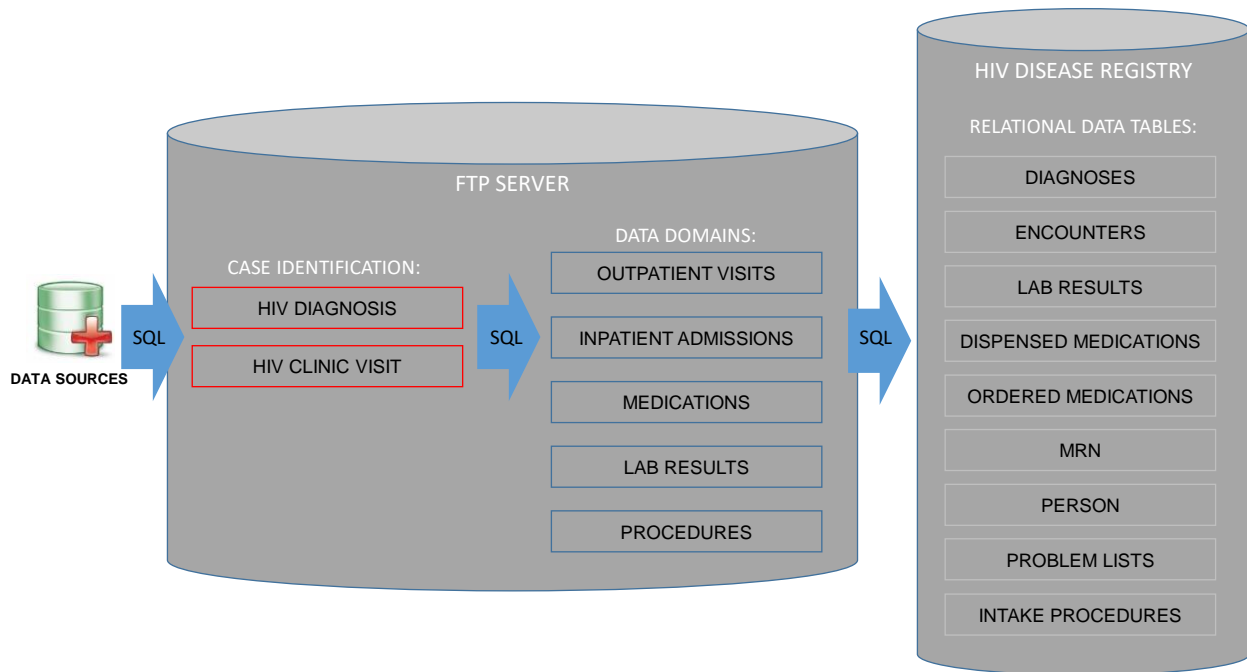 DATA SOURCES
SQL
FTP SERVER
CASE IDENTIFICATION:
HIV DIAGNOSIS
HIV CLINIC VISIT
SQL
DATA DOMAINS:
OUTPATIENT VISITS
INPATIENT ADMISSIONS
MEDICATIONS
LAB RESULTS
PROCEDURES
SQL
HIV DISEASE REGISTRY
RELATIONAL DATA TABLES:
DIAGNOSES
ENCOUNTERS
LAB RESULTS
DISPENSED MEDICATIONS
ORDERED MEDICATIONS
MRN
PERSON
PROBLEM LISTS
INTAKE PROCEDURES